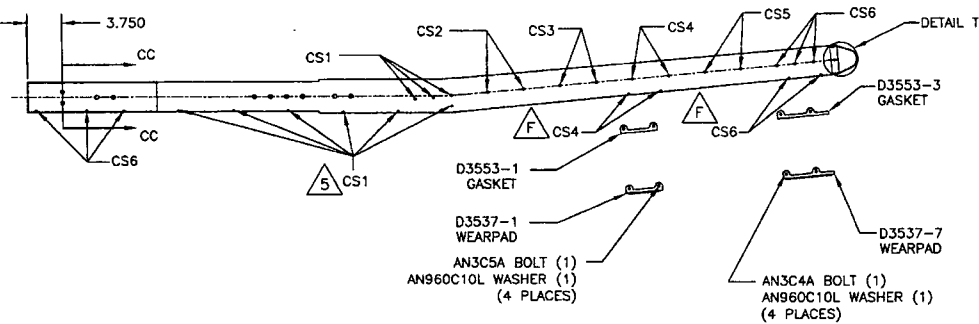 3.750
CC
CC
CS1
CS2
CS3
CS4
CS5
CS6
DETAIL T
CS6
5
CS1
F
CS4
F
CS6
D3553-3
GASKET
D3553-1
GASKET
D3537-1
WEARPAD
AN3C5A BOLT (1)
AN960C10L WASHER (1)
(4 PLACES)
D3537-7
WEARPAD
AN3C4A BOLT (1)
AN960C10L WASHER (1)
(4 PLACES)